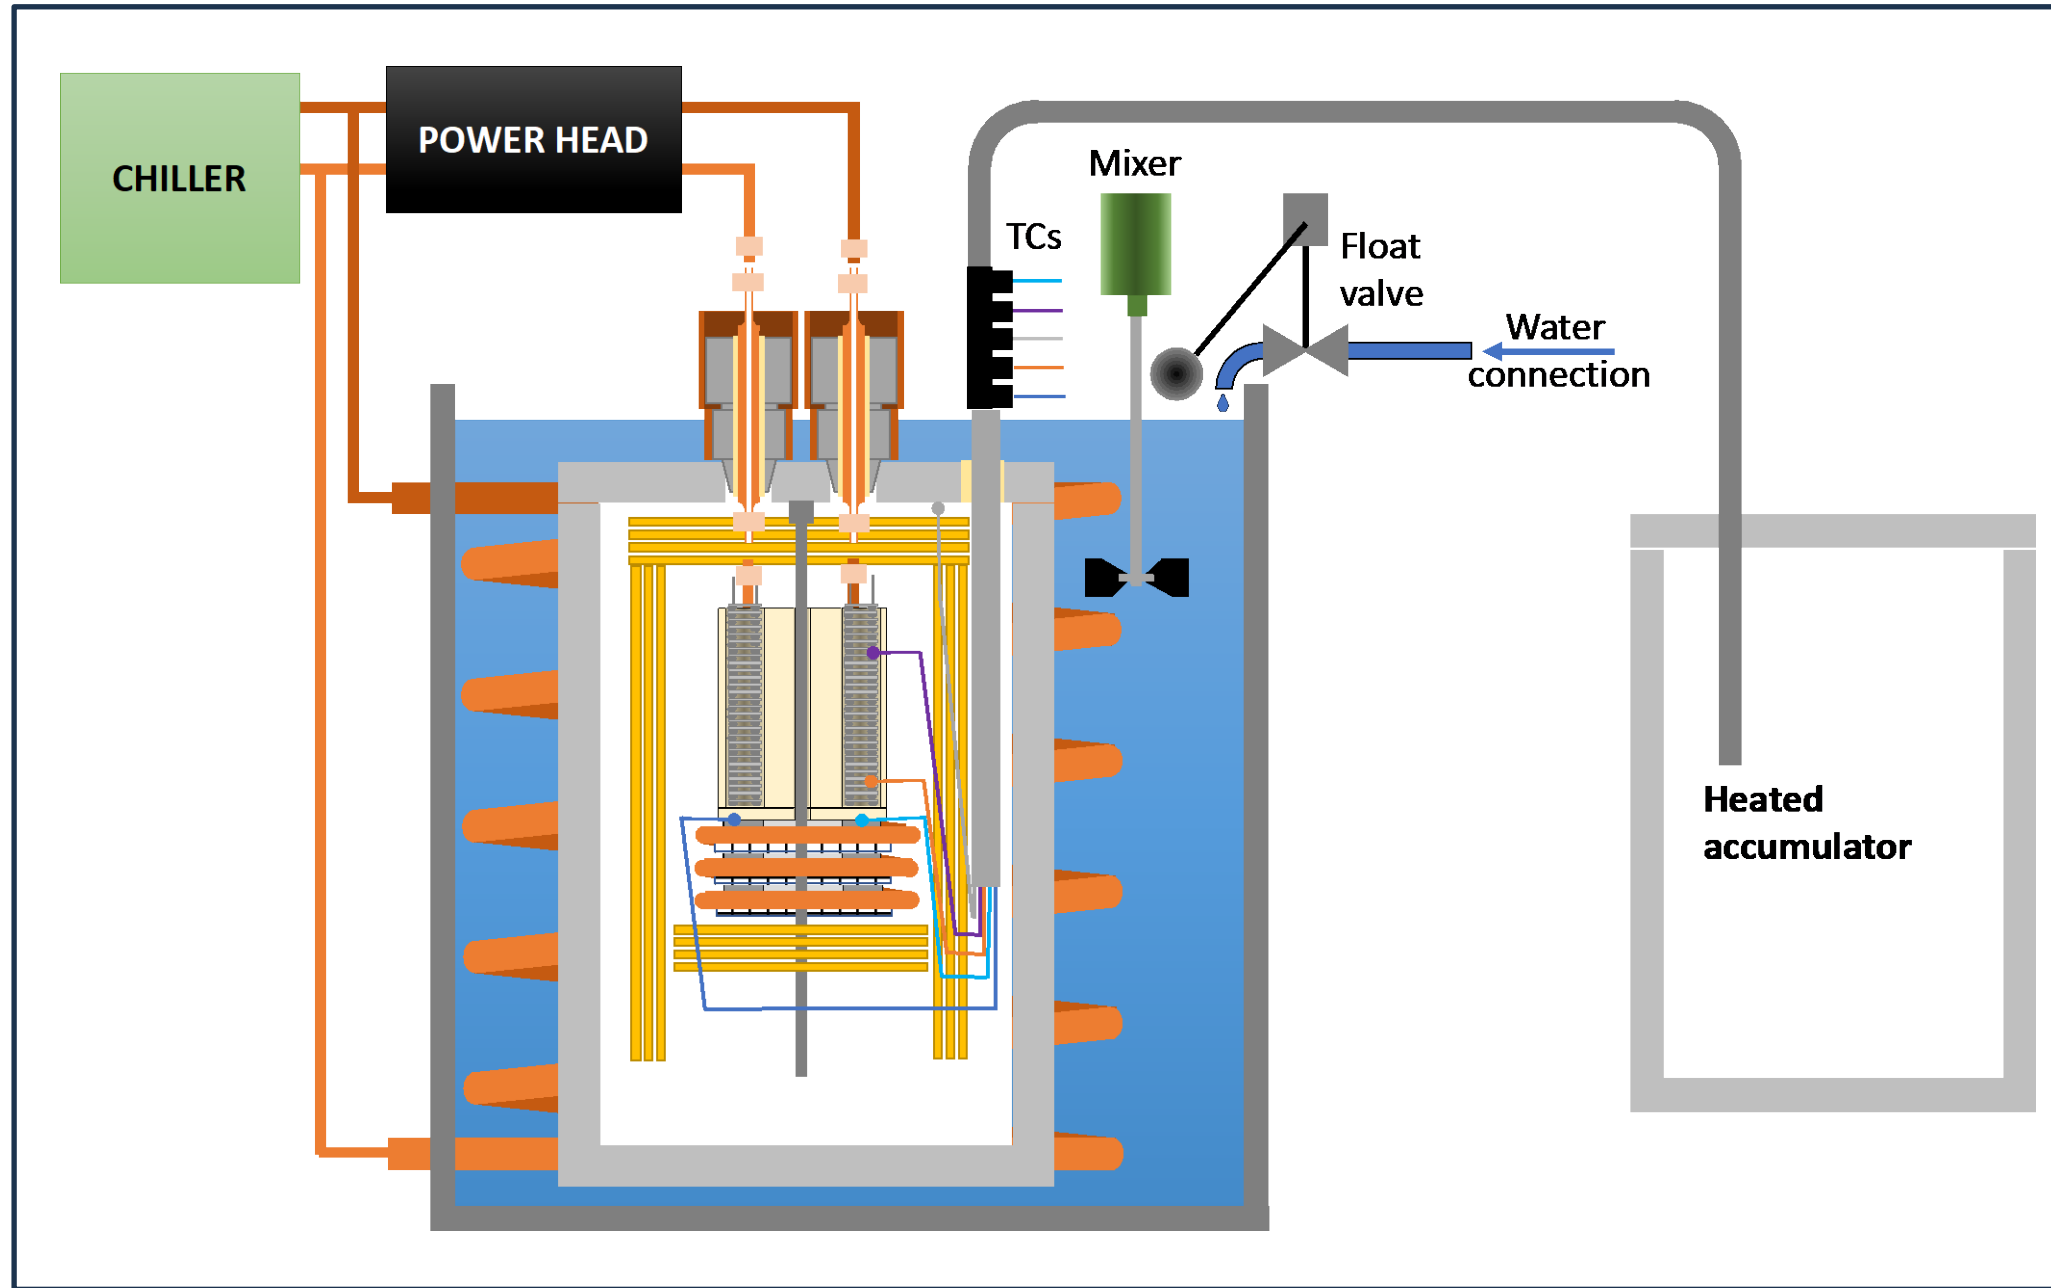 CHILLER
POWER HEAD
Mixer
TCs
Float
valve
Water
connection
Heated
accumulator